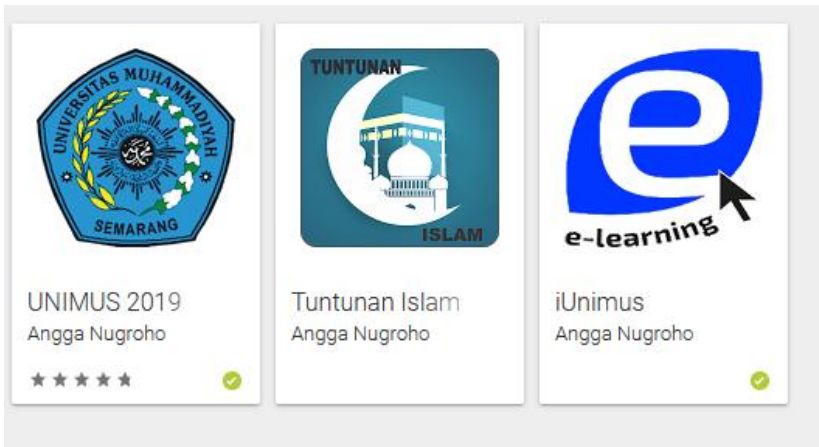 UNIVERSITAS MUHAMMADIYAH
SEMARANG
UNIMUS 2019
Angga Nugroho
TUNTUNAN
ISLAM
Tuntunan Islam
Angga Nugroho
e
e-learning
iUnimus
Angga Nugroho